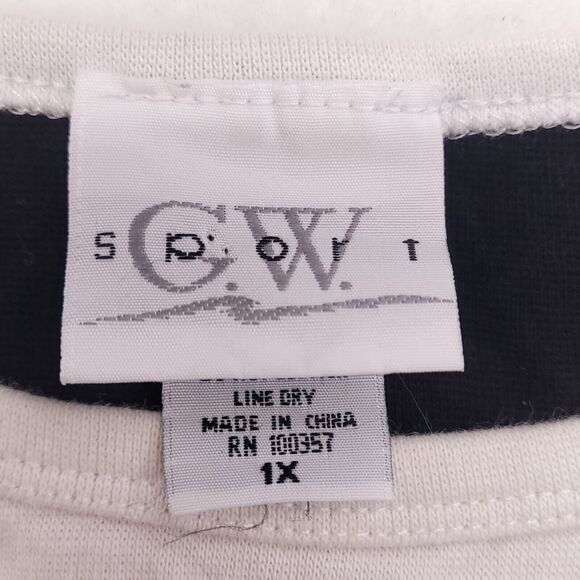 G.W.
sport
LINE DRY
MADE IN CHINA
RN 100357
1X